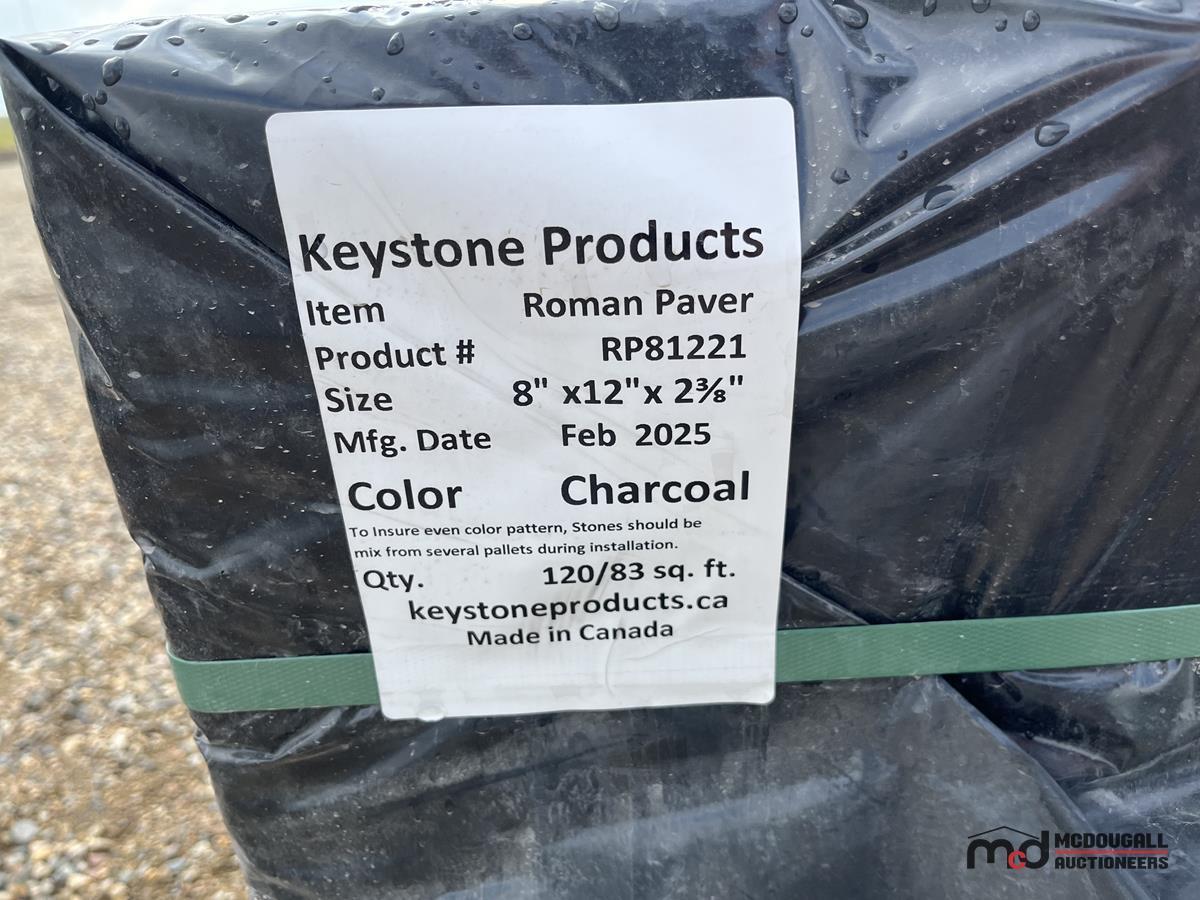 Keystone Products
Item Roman Paver
Product # RP81221
Size 8" x12"x 2⅜"
Mfg. Date Feb 2025
Color Charcoal
To Insure even color pattern, Stones should be
mix from several pallets during installation.
Qty. 120/83 sq. ft.
keystoneproducts.ca
Made in Canada
mcd MCDOUGALL
AUCTIONEERS